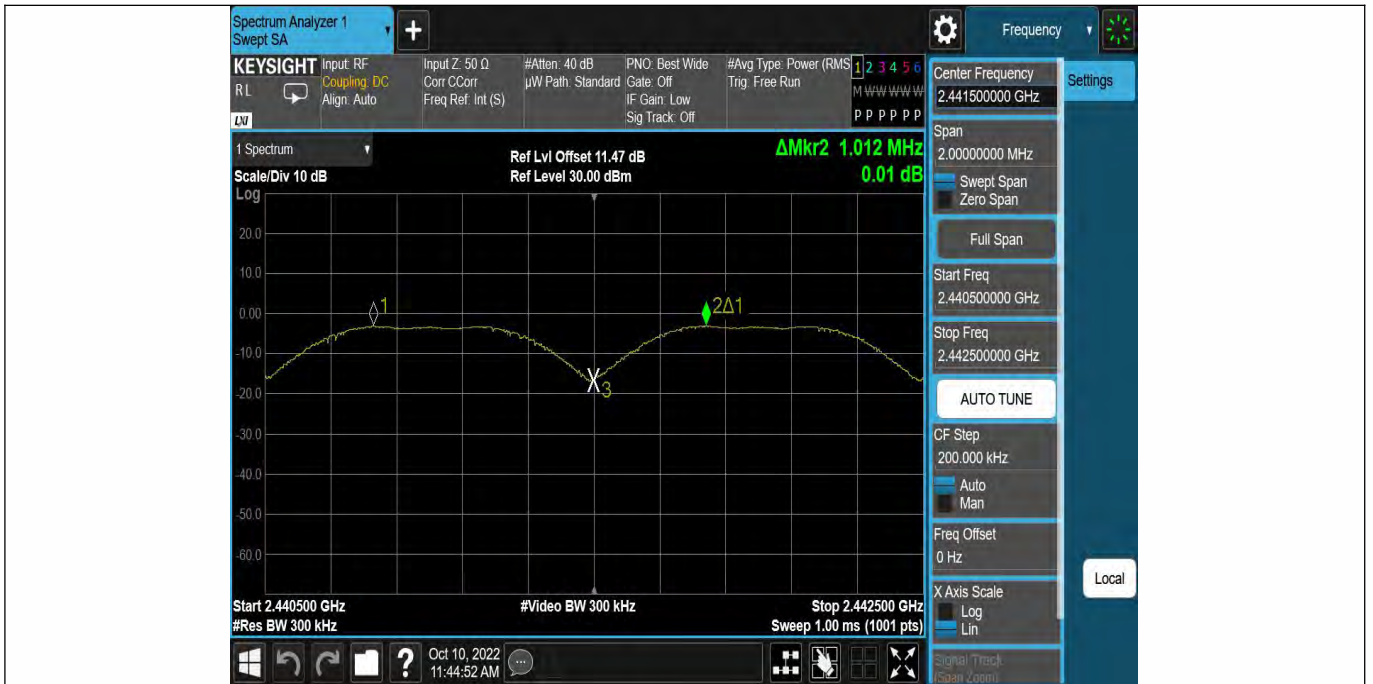 Spectrum Analyzer 1
Swept SA
+
Frequency
KEYSIGHT
RL
LXI
Input: RF
Coupling: DC
Align: Auto
Input Z: 50 Ω
Corr CCorr
Freq Ref: Int (S)
#Atten: 40 dB
µW Path: Standard
PNO: Best Wide
Gate: Off
IF Gain: Low
Sig Track: Off
#Avg Type: Power (RMS
Trig: Free Run
1 2 3 4 5 6
M W W W W W
P P P P P P
Center Frequency
2.441500000 GHz
Settings
Span
2.00000000 MHz
Swept Span
Zero Span
Full Span
Start Freq
2.440500000 GHz
Stop Freq
2.442500000 GHz
AUTO TUNE
CF Step
200.000 kHz
Auto
Man
Freq Offset
0 Hz
X Axis Scale
Log
Lin
Signal Track
(Span Zoom)
Local
1 Spectrum
Scale/Div 10 dB
Ref Lvl Offset 11.47 dB
Ref Level 30.00 dBm
ΔMkr2 1.012 MHz
0.01 dB
Log
20.0
10.0
0.00
-10.0
-20.0
-30.0
-40.0
-50.0
-60.0
1
2Δ1
X3
Start 2.440500 GHz
#Res BW 300 kHz
#Video BW 300 kHz
Stop 2.442500 GHz
Sweep 1.00 ms (1001 pts)
?
Oct 10, 2022
11:44:52 AM